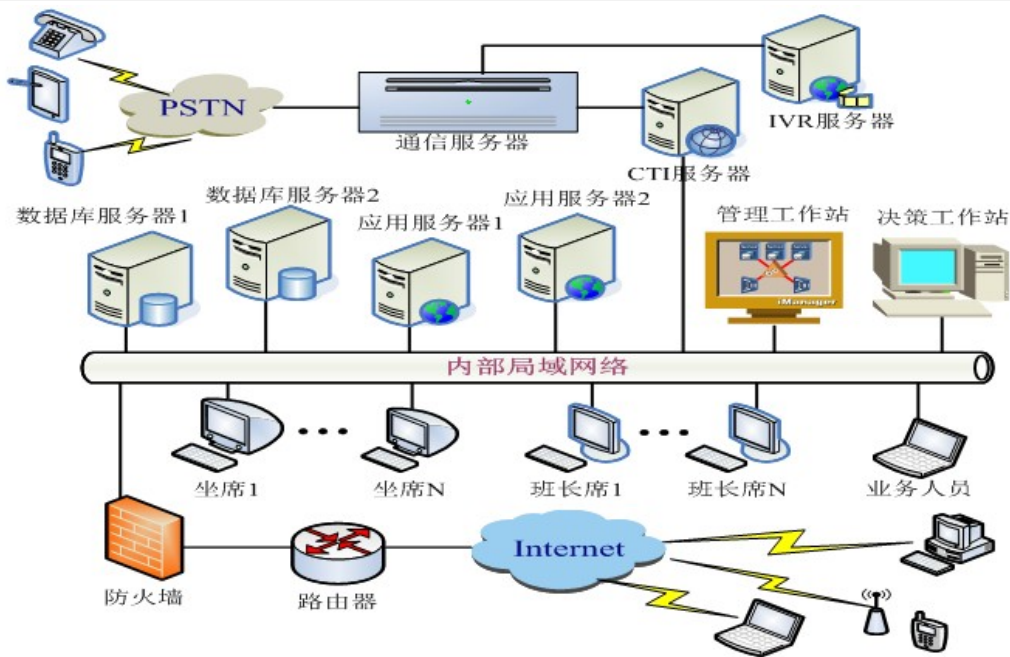 PSTN
通信服务器
IVR服务器
CTI服务器
数据库服务器1
数据库服务器2
应用服务器1
应用服务器2
管理工作站
决策工作站
iManager
内部局域网络
坐席1
坐席N
班长席1
班长席N
业务人员
防火墙
路由器
Internet